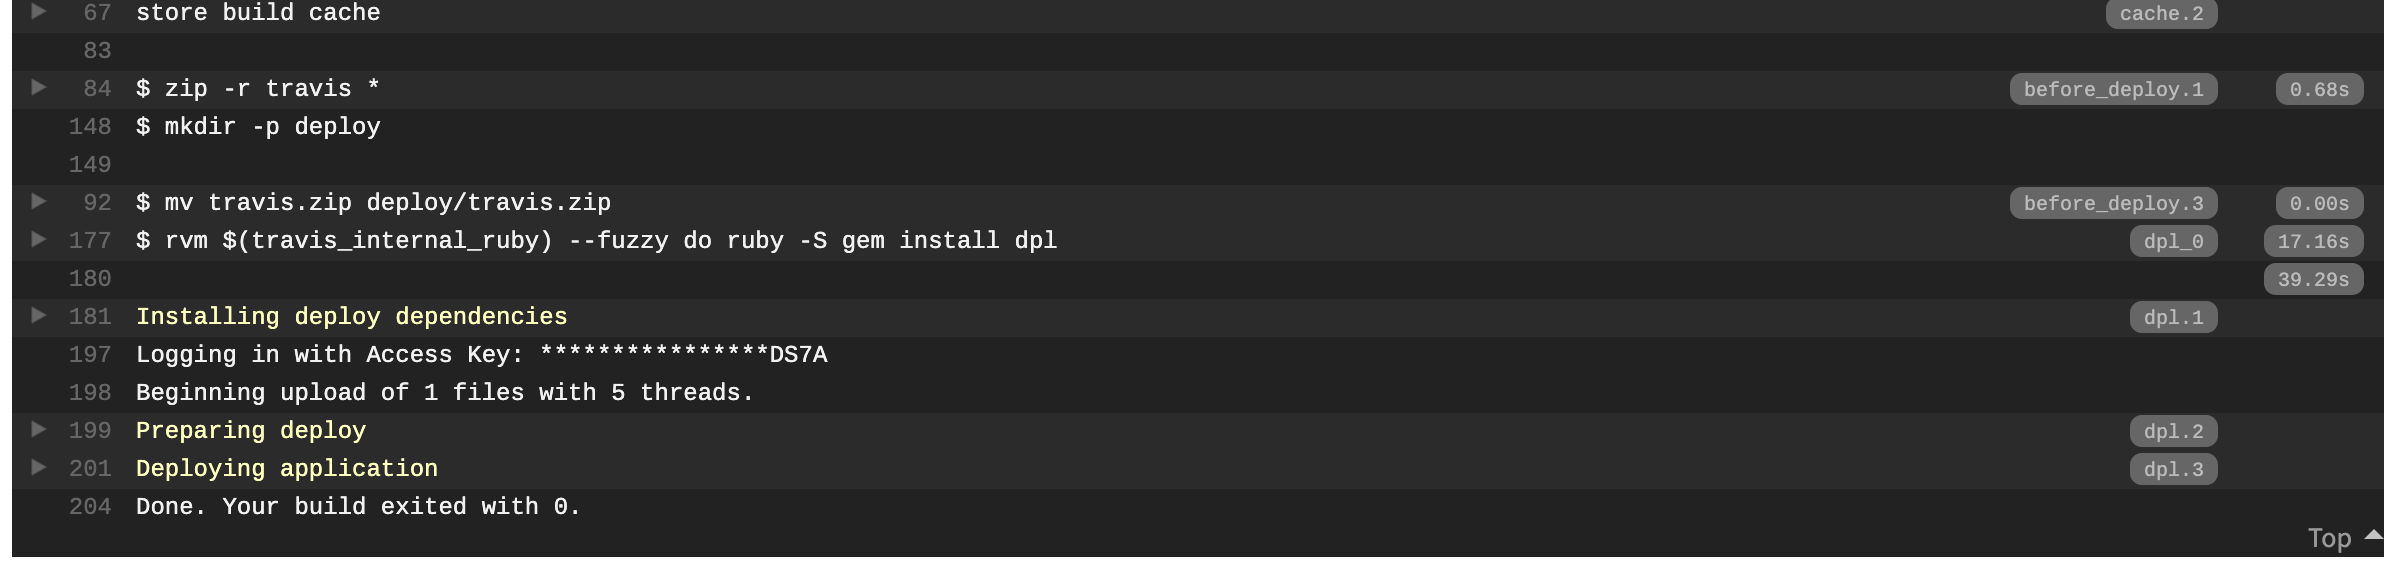 67 store build cache cache.2
83
84 $ zip -r travis * before_deploy.1 0.68s
148 $ mkdir -p deploy
149
92 $ mv travis.zip deploy/travis.zip before_deploy.3 0.00s
177 $ rvm $(travis_internal_ruby) --fuzzy do ruby -S gem install dpl dpl_0 17.16s
180 39.29s
181 Installing deploy dependencies dpl.1
197 Logging in with Access Key: ****************DS7A
198 Beginning upload of 1 files with 5 threads.
199 Preparing deploy dpl.2
201 Deploying application dpl.3
204 Done. Your build exited with 0.
Top